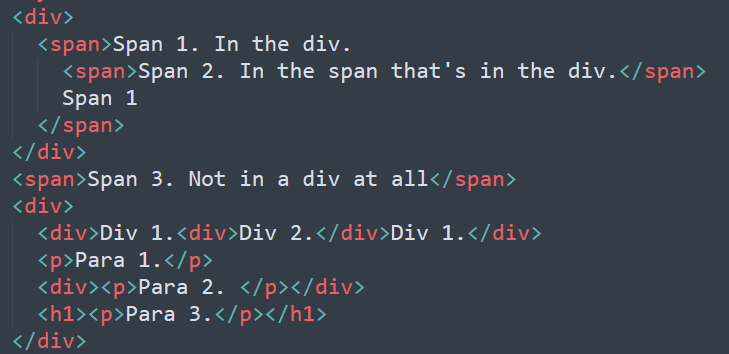 <div>
<span>Span 1. In the div.
<span>Span 2. In the span that's in the div.</span>
Span 1
</span>
</div>
<span>Span 3. Not in a div at all</span>
<div>
<div>Div 1.<div>Div 2.</div>Div 1.</div>
<p>Para 1.</p>
<div><p>Para 2. </p></div>
<h1><p>Para 3.</p></h1>
</div>